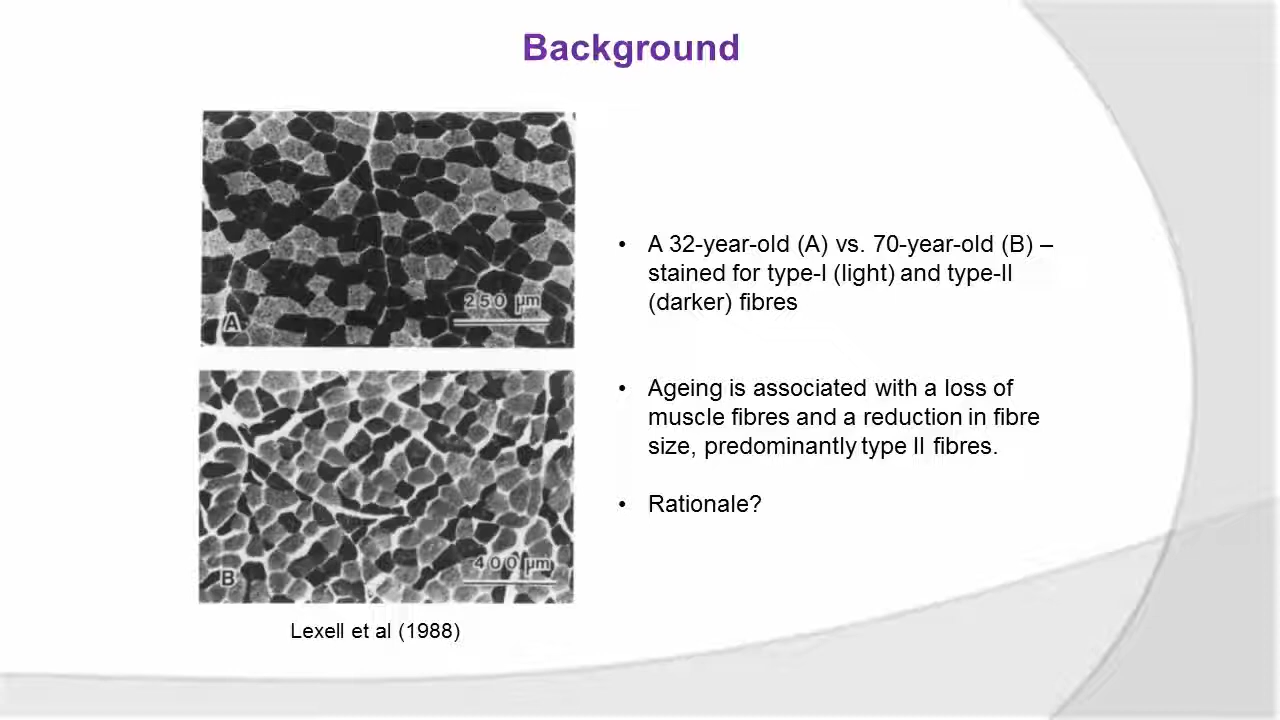 Background
250 µm
A
400 µm
B
Lexell et al (1988)
• A 32-year-old (A) vs. 70-year-old (B) –
stained for type-I (light) and type-II
(darker) fibres
• Ageing is associated with a loss of
muscle fibres and a reduction in fibre
size, predominantly type II fibres.
• Rationale?